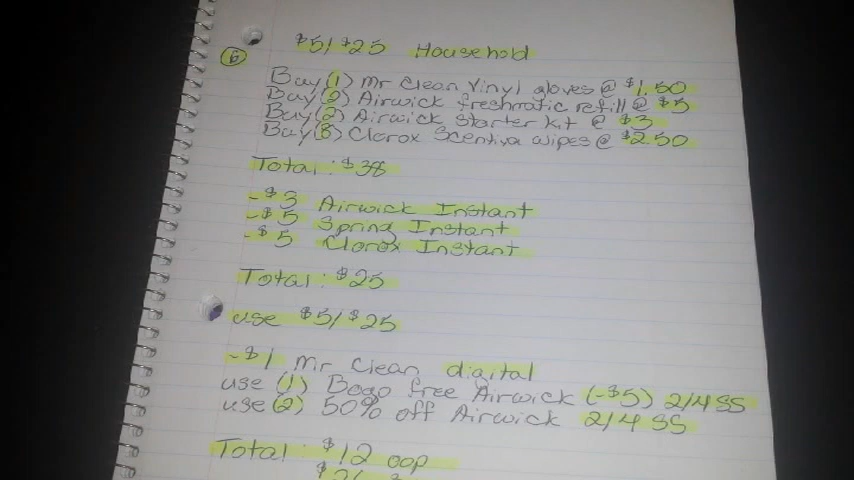 $5/$25 Household
6
Buy (1) Mr Clean Vinyl gloves @ $1.50
Buy (2) Airwick freshmatic refill @ $5
Buy (2) Airwick starter kit @ $3
Buy (8) Clorox Scentiva wipes @ $2.50
Total: $38
-$3 Airwick Instant
-$5 Spring Instant
-$5 Clorox Instant
Total: $25
use $5/$25
-$1 Mr Clean digital
use (1) Bogo free Airwick (-$5) 2/4 SS
use (2) 50% off Airwick 2/4 SS
Total: $12 oop